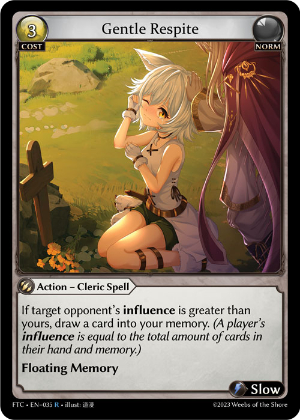 3 Gentle Respite
COST NORM
Action – Cleric Spell
If target opponent's influence is greater than
yours, draw a card into your memory. (A player's
influence is equal to the total amount of cards in
their hand and memory.)
Floating Memory
Slow
FTC • EN–035 R • illust: 道蔓
©2023 Weebs of the Shore